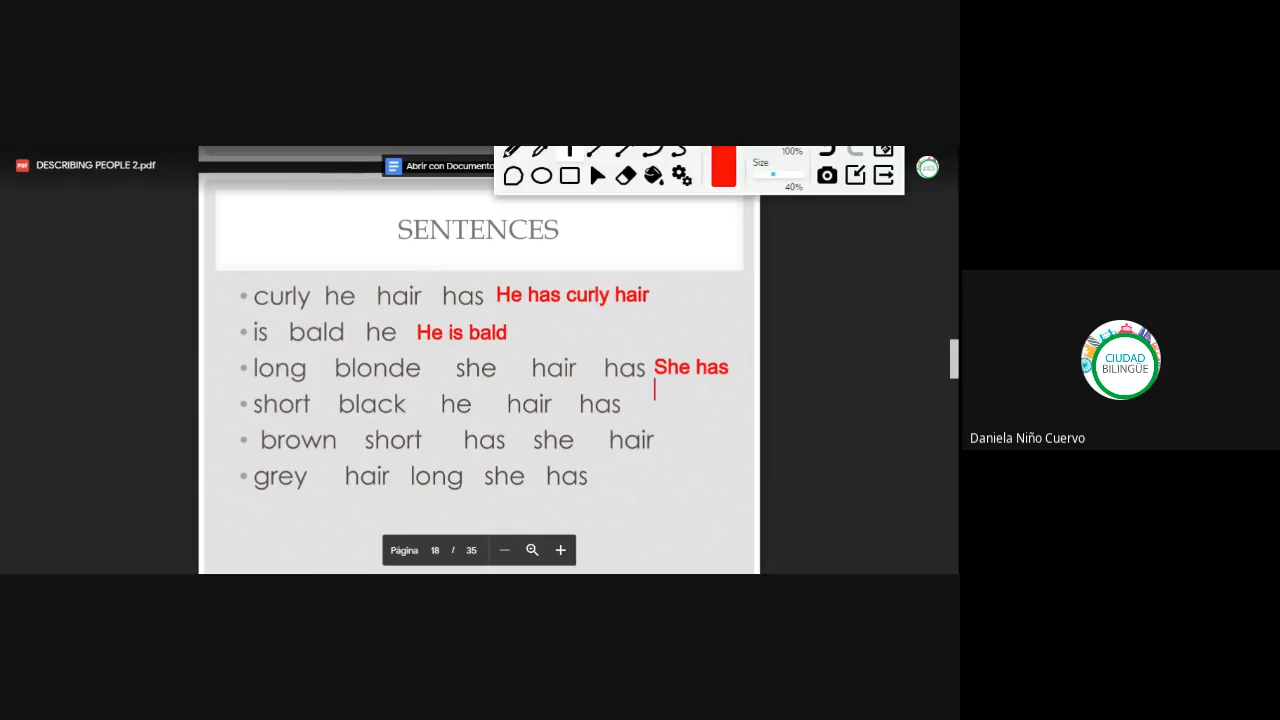 DESCRIBING PEOPLE 2.pdf
Abrir con Documento
100%
Size
40%
SENTENCES
• curly he hair has He has curly hair
• is bald he He is bald
• long blonde she hair has She has
• short black he hair has
• brown short has she hair
• grey hair long she has
Página 18 / 35
CIUDAD
BILINGÜE
Daniela Niño Cuervo